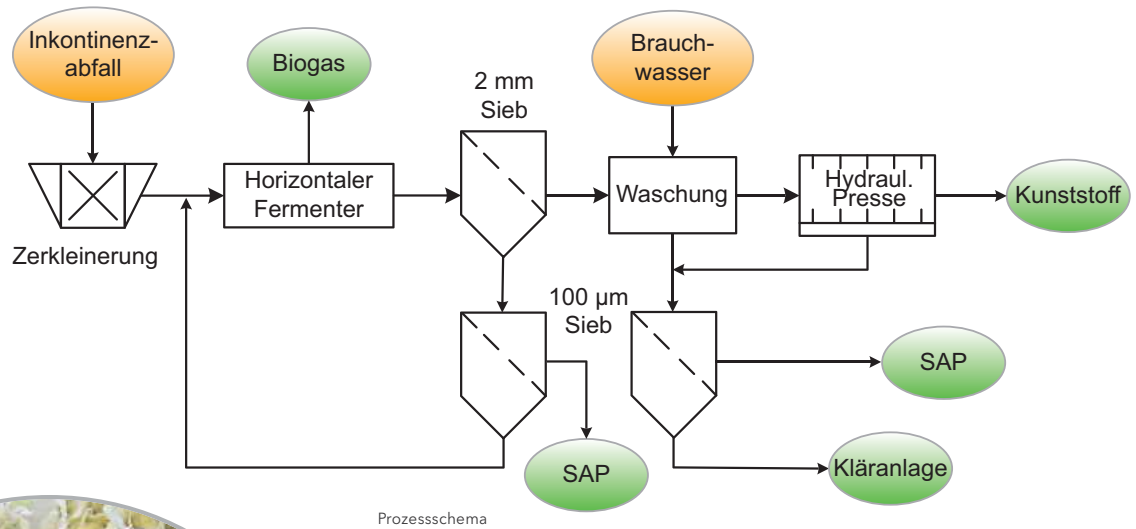 Inkontinenz-
abfall
Biogas
Brauch-
wasser
2 mm
Sieb
Zerkleinerung
Horizontaler
Fermenter
Waschung
Hydraul.
Presse
Kunststoff
100 µm
Sieb
SAP
SAP
Kläranlage
Prozessschema